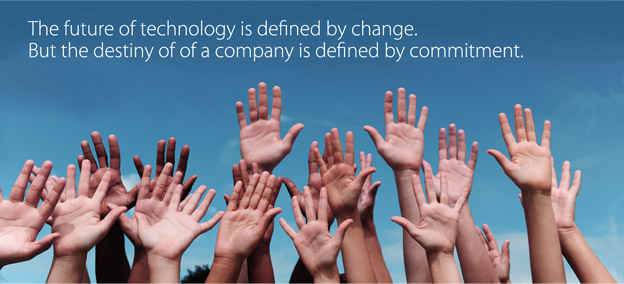 The future of technology is defined by change.
But the destiny of of a company is defined by commitment.